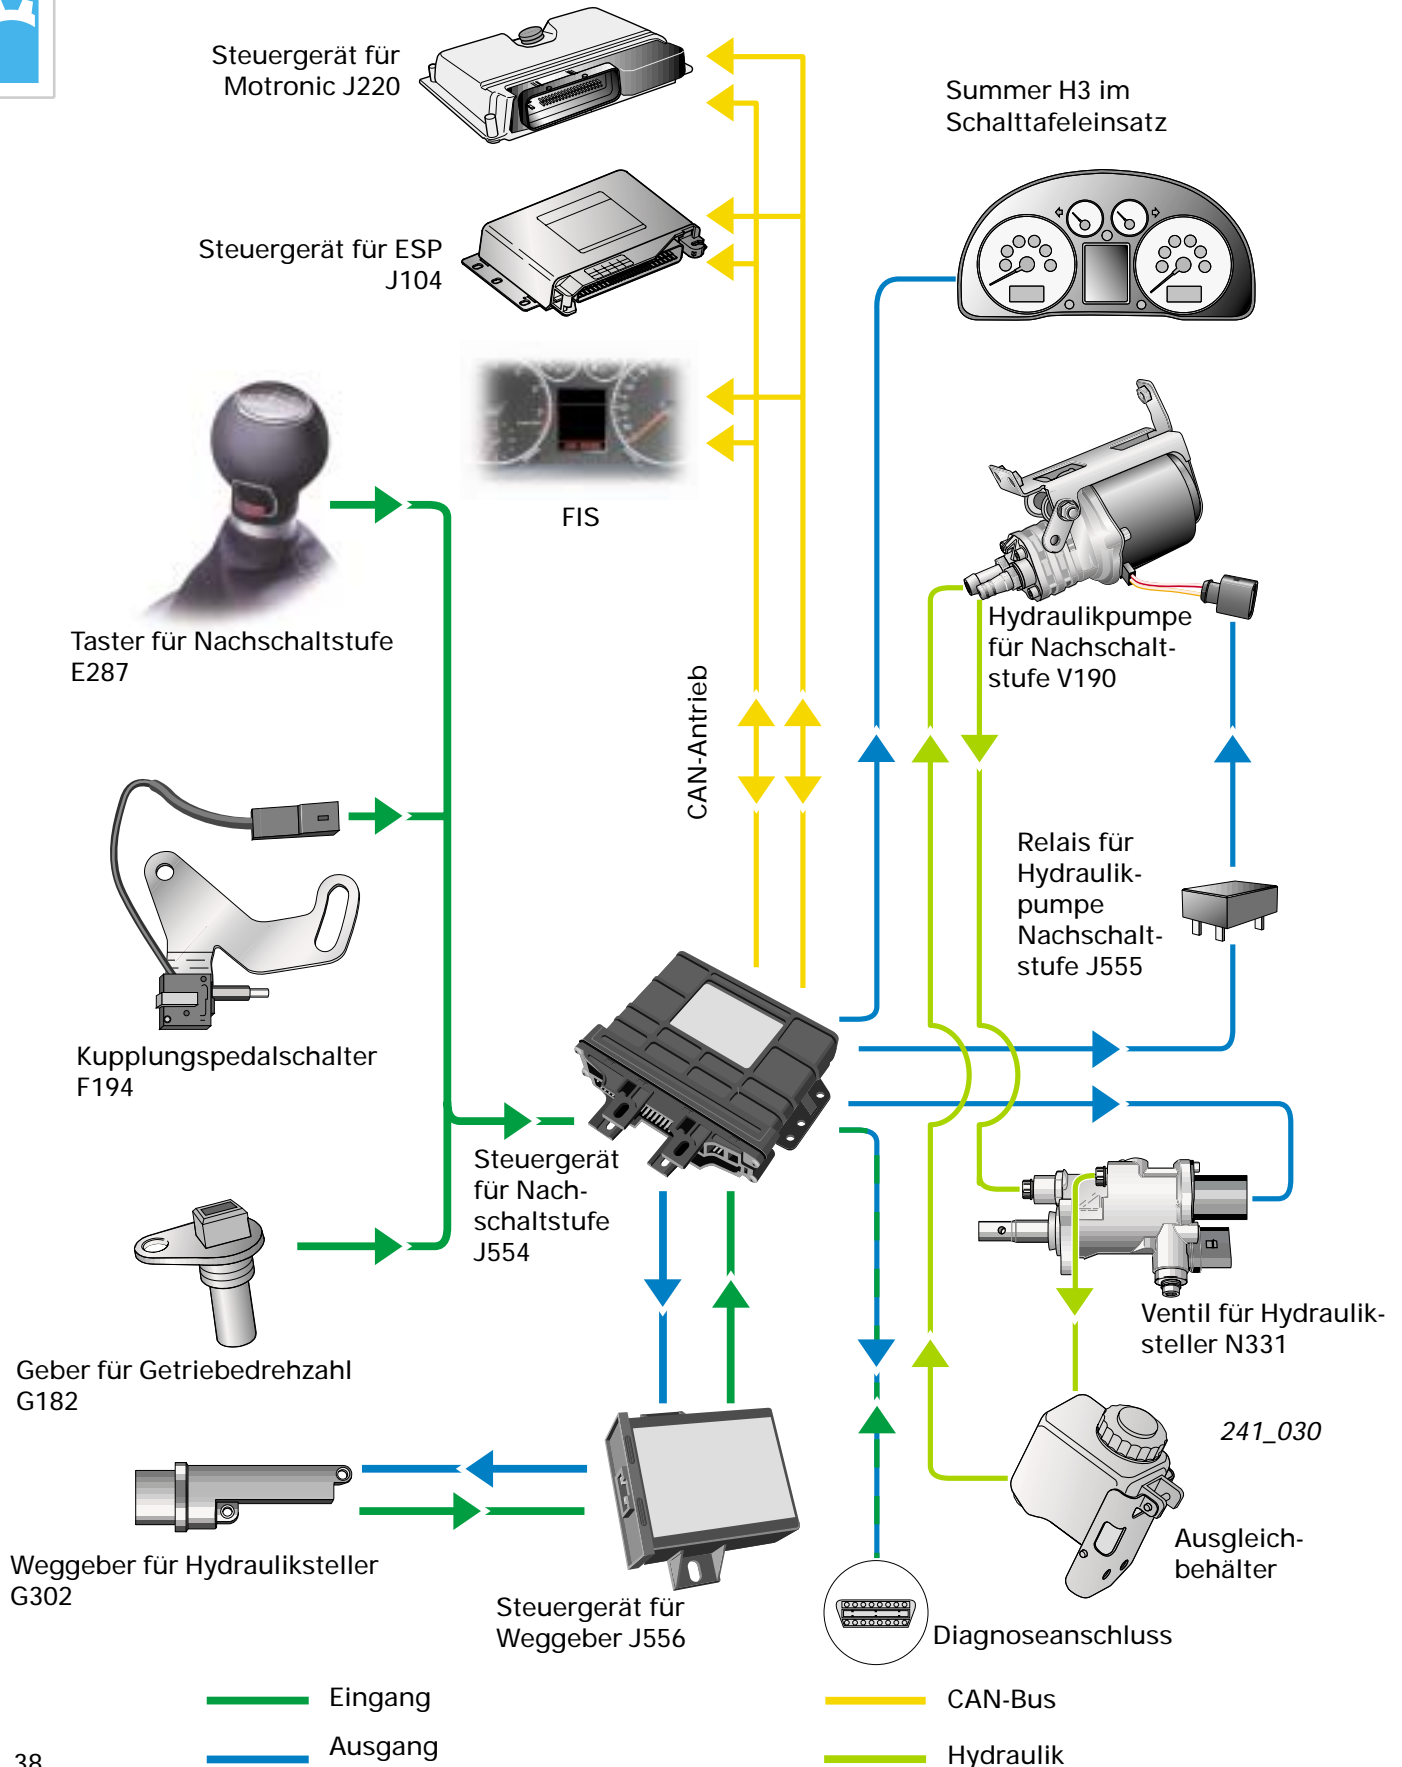 Steuergerät für
Motronic J220
Summer H3 im
Schalttafeleinsatz
Steuergerät für ESP
J104
FIS
Taster für Nachschaltstufe
E287
Hydraulikpumpe
für Nachschalt-
stufe V190
CAN-Antrieb
Relais für
Hydraulik-
pumpe
Nachschalt-
stufe J555
Kupplungspedalschalter
F194
Steuergerät
für Nach-
schaltstufe
J554
Ventil für Hydraulik-
steller N331
Geber für Getriebedrehzahl
G182
241_030
Weggeber für Hydrauliksteller
G302
Ausgleich-
behälter
Steuergerät für
Weggeber J556
Diagnoseanschluss
Eingang
CAN-Bus
Ausgang
Hydraulik
38